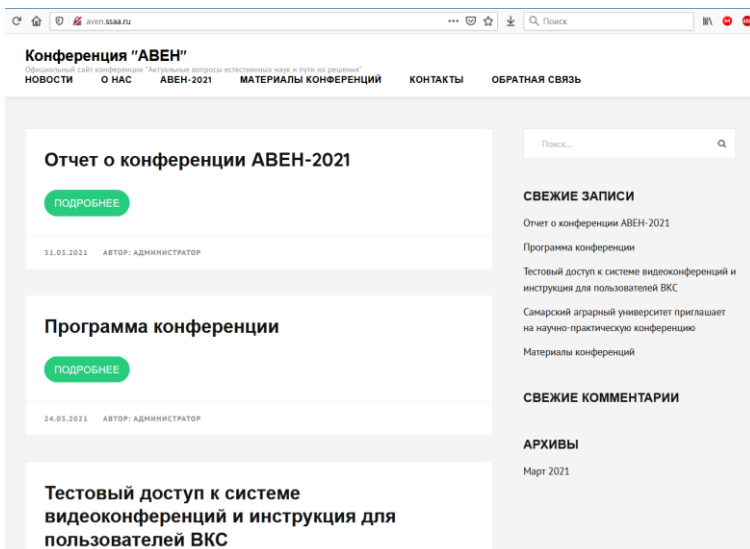 aven.ssaa.ru
Поиск
Конференция "АВЕН"
Официальный сайт конференции "Актуальные вопросы естественных наук и пути их решения"
НОВОСТИ О НАС АВЕН-2021 МАТЕРИАЛЫ КОНФЕРЕНЦИЙ КОНТАКТЫ ОБРАТНАЯ СВЯЗЬ
Отчет о конференции АВЕН-2021
ПОДРОБНЕЕ
31.03.2021 АВТОР: АДМИНИСТРАТОР
Программа конференции
ПОДРОБНЕЕ
24.03.2021 АВТОР: АДМИНИСТРАТОР
Тестовый доступ к системе
видеоконференций и инструкция для
пользователей ВКС
Поиск...
СВЕЖИЕ ЗАПИСИ
Отчет о конференции АВЕН-2021
Программа конференции
Тестовый доступ к системе видеоконференций и
инструкция для пользователей ВКС
Самарский аграрный университет приглашает
на научно-практическую конференцию
Материалы конференций
СВЕЖИЕ КОММЕНТАРИИ
АРХИВЫ
Март 2021